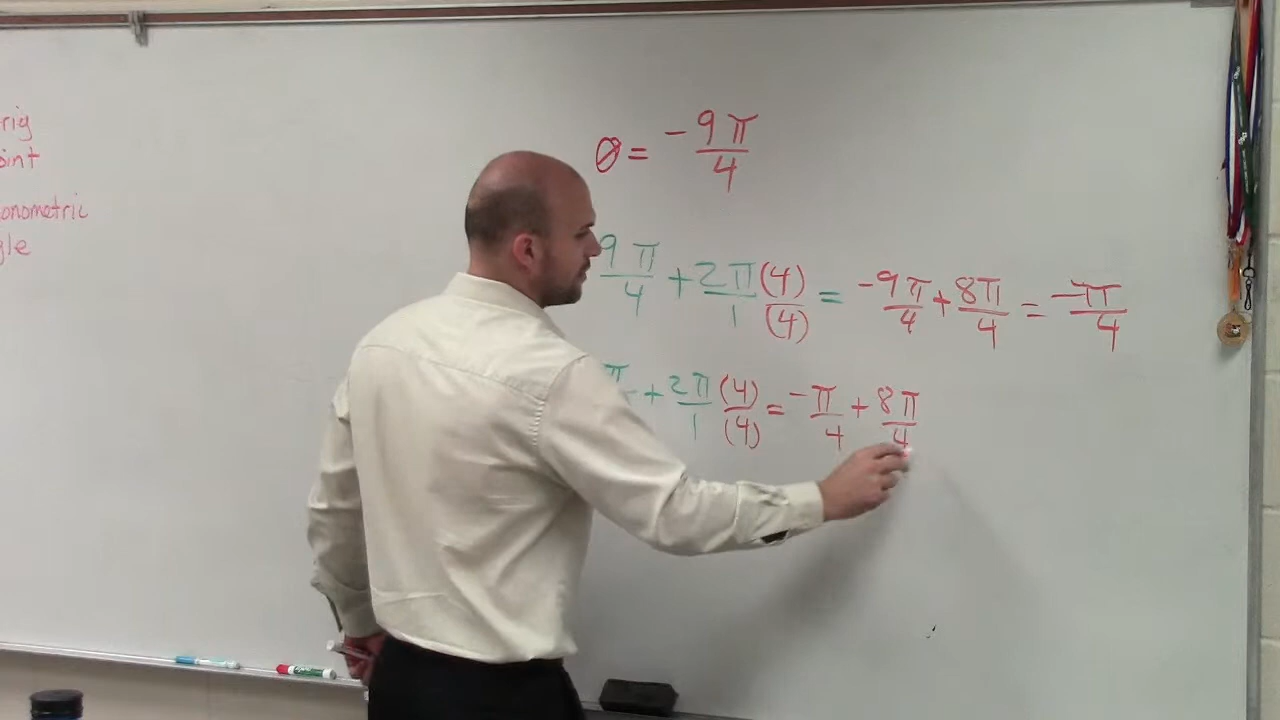 rig
oint
onometric
gle
θ = -9π/4
9π/4 + 2π/1 (4)/(4) = -9π/4 + 8π/4 = -π/4
π + 2π/1 (4)/(4) = -π/4 + 8π/4